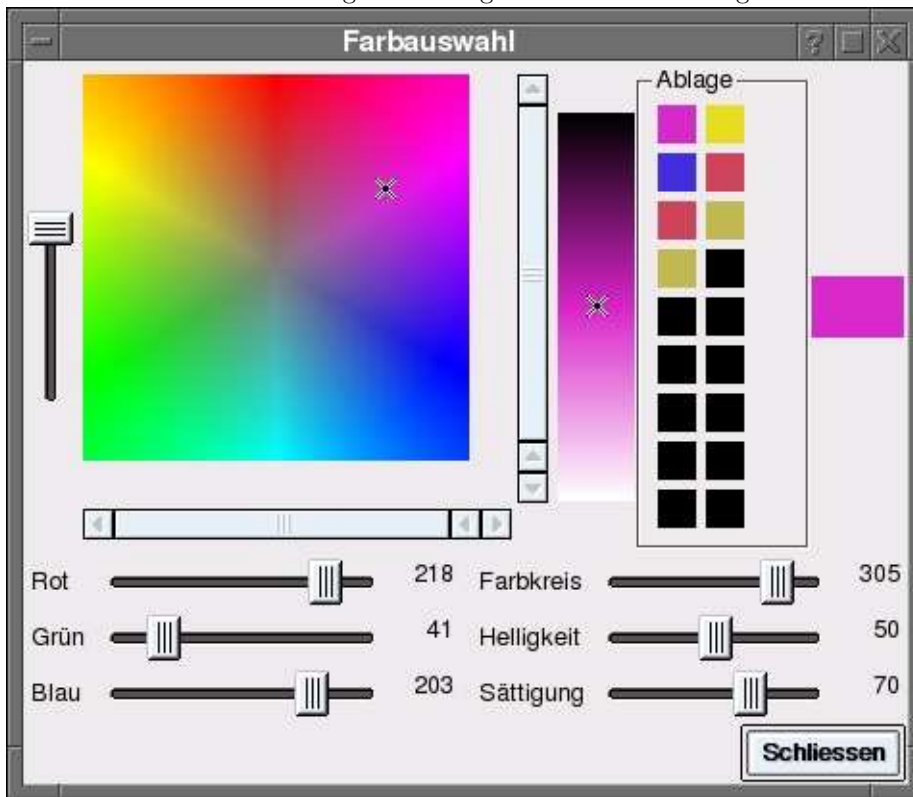 Farbauswahl
Ablage
Rot 218 Farbkreis 305
Grün 41 Helligkeit 50
Blau 203 Sättigung 70
Schliessen